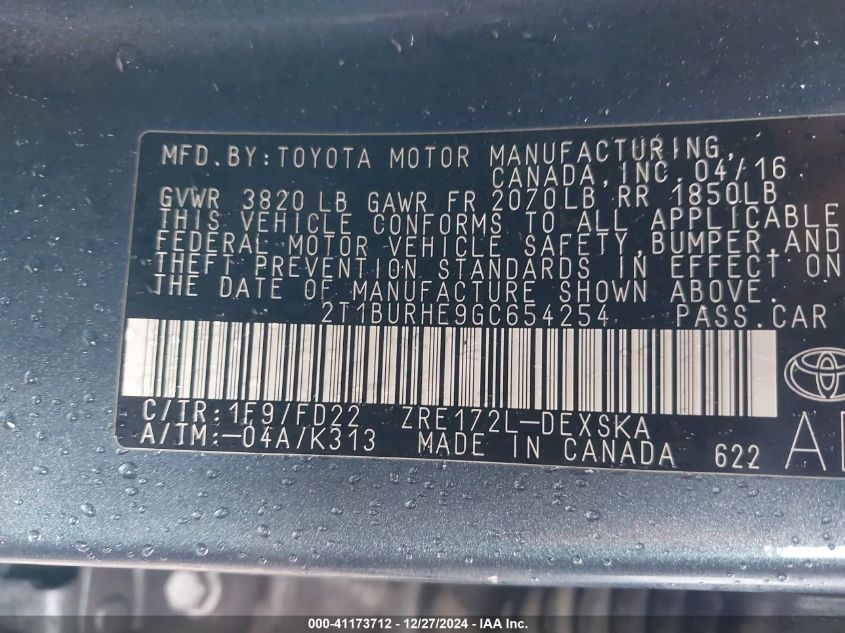 MFD.BY:TOYOTA MOTOR MANUFACTURING,
CANADA,INC.04/16
GVWR 3820 LB GAWR FR 2070LB RR 1850LB
THIS VEHICLE CONFORMS TO ALL APPLICABLE
FEDERAL MOTOR VEHICLE SAFETY,BUMPER,AND
THEFT PREVENTION STANDARDS IN EFFECT ON
THE DATE OF MANUFACTURE SHOWN ABOVE.
2T1BURHE9GC654254 PASS.CAR
C/TR:1F9/FD22 ZRE172L-DEXSKA
A/TM:-04A/K313 MADE IN CANADA 622
000-41173712 - 12/27/2024 - IAA Inc.